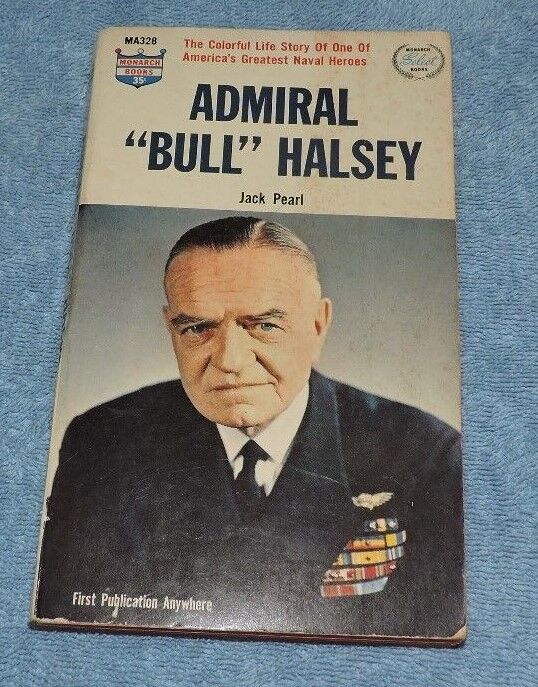 MA328
MONARCH
BOOKS
35¢
The Colorful Life Story Of One Of
America's Greatest Naval Heroes
MONARCH
Select
BOOKS
ADMIRAL
"BULL" HALSEY
Jack Pearl
First Publication Anywhere